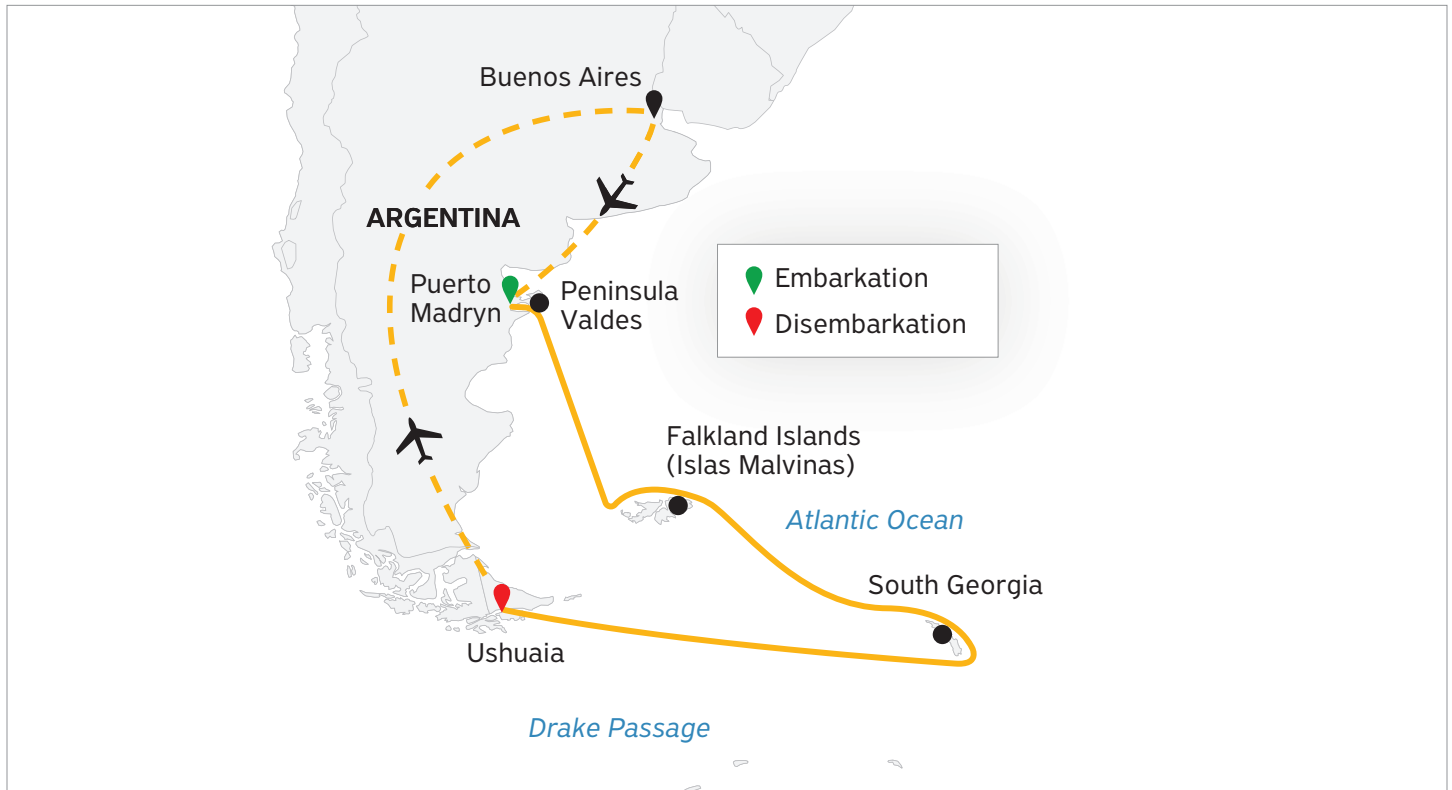 Buenos Aires
ARGENTINA
Puerto
Madryn
Peninsula
Valdes
Embarkation
Disembarkation
Falkland Islands
(Islas Malvinas)
Atlantic Ocean
South Georgia
Ushuaia
Drake Passage